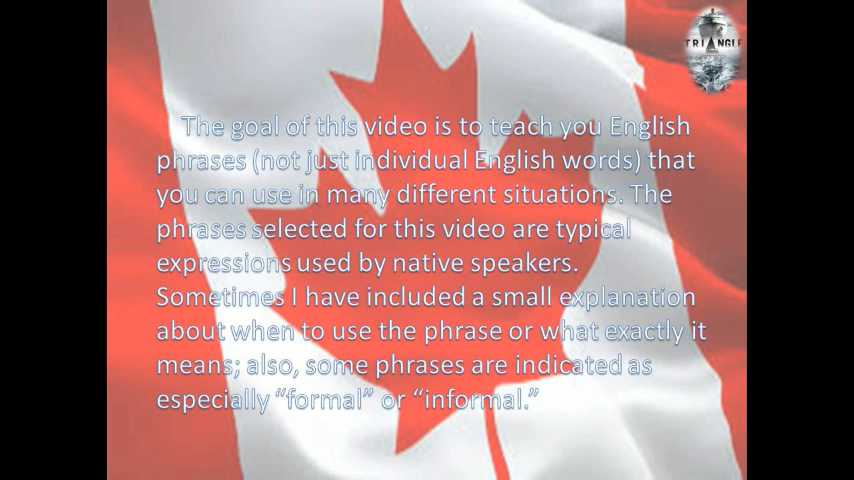 TRIANGLE
The goal of this video is to teach you English
phrases (not just individual English words) that
you can use in many different situations. The
phrases selected for this video are typical
expressions used by native speakers.
Sometimes I have included a small explanation
about when to use the phrase or what exactly it
means; also, some phrases are indicated as
especially “formal” or “informal.”